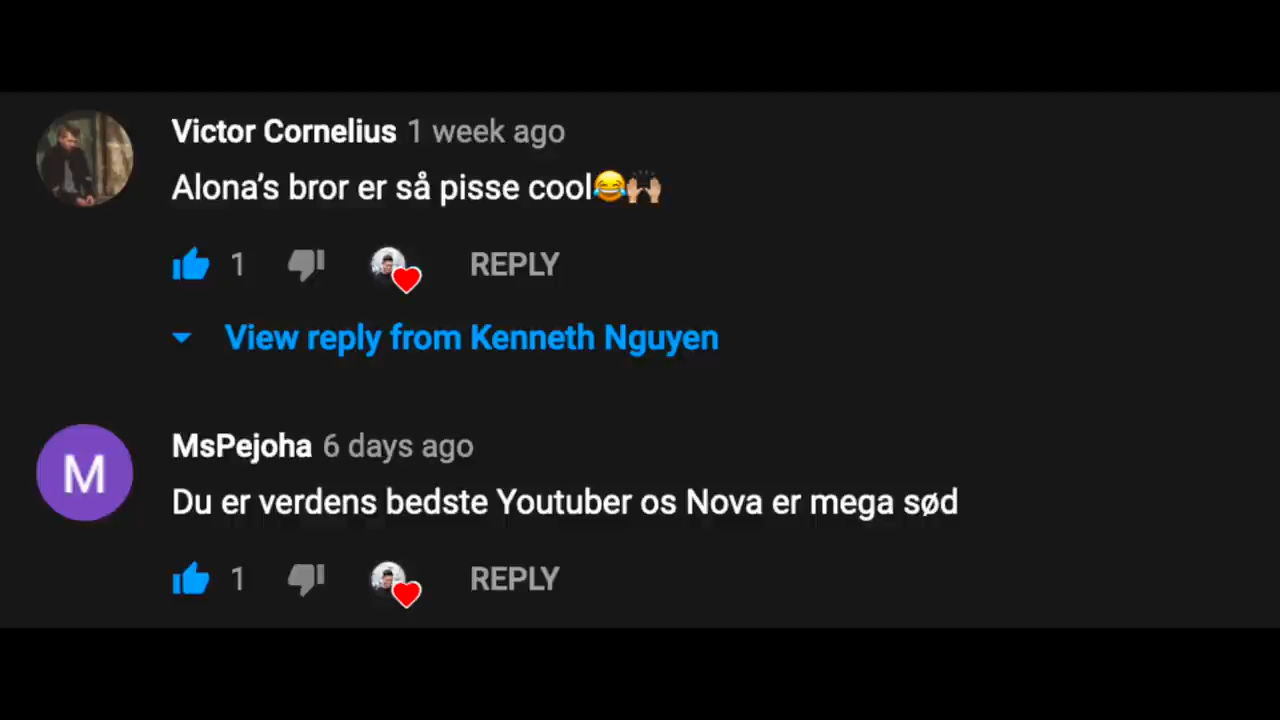 Victor Cornelius 1 week ago
Alona’s bror er så pisse cool😂🙌🏼
1 REPLY
View reply from Kenneth Nguyen
M
MsPejoha 6 days ago
Du er verdens bedste Youtuber os Nova er mega sød
1 REPLY